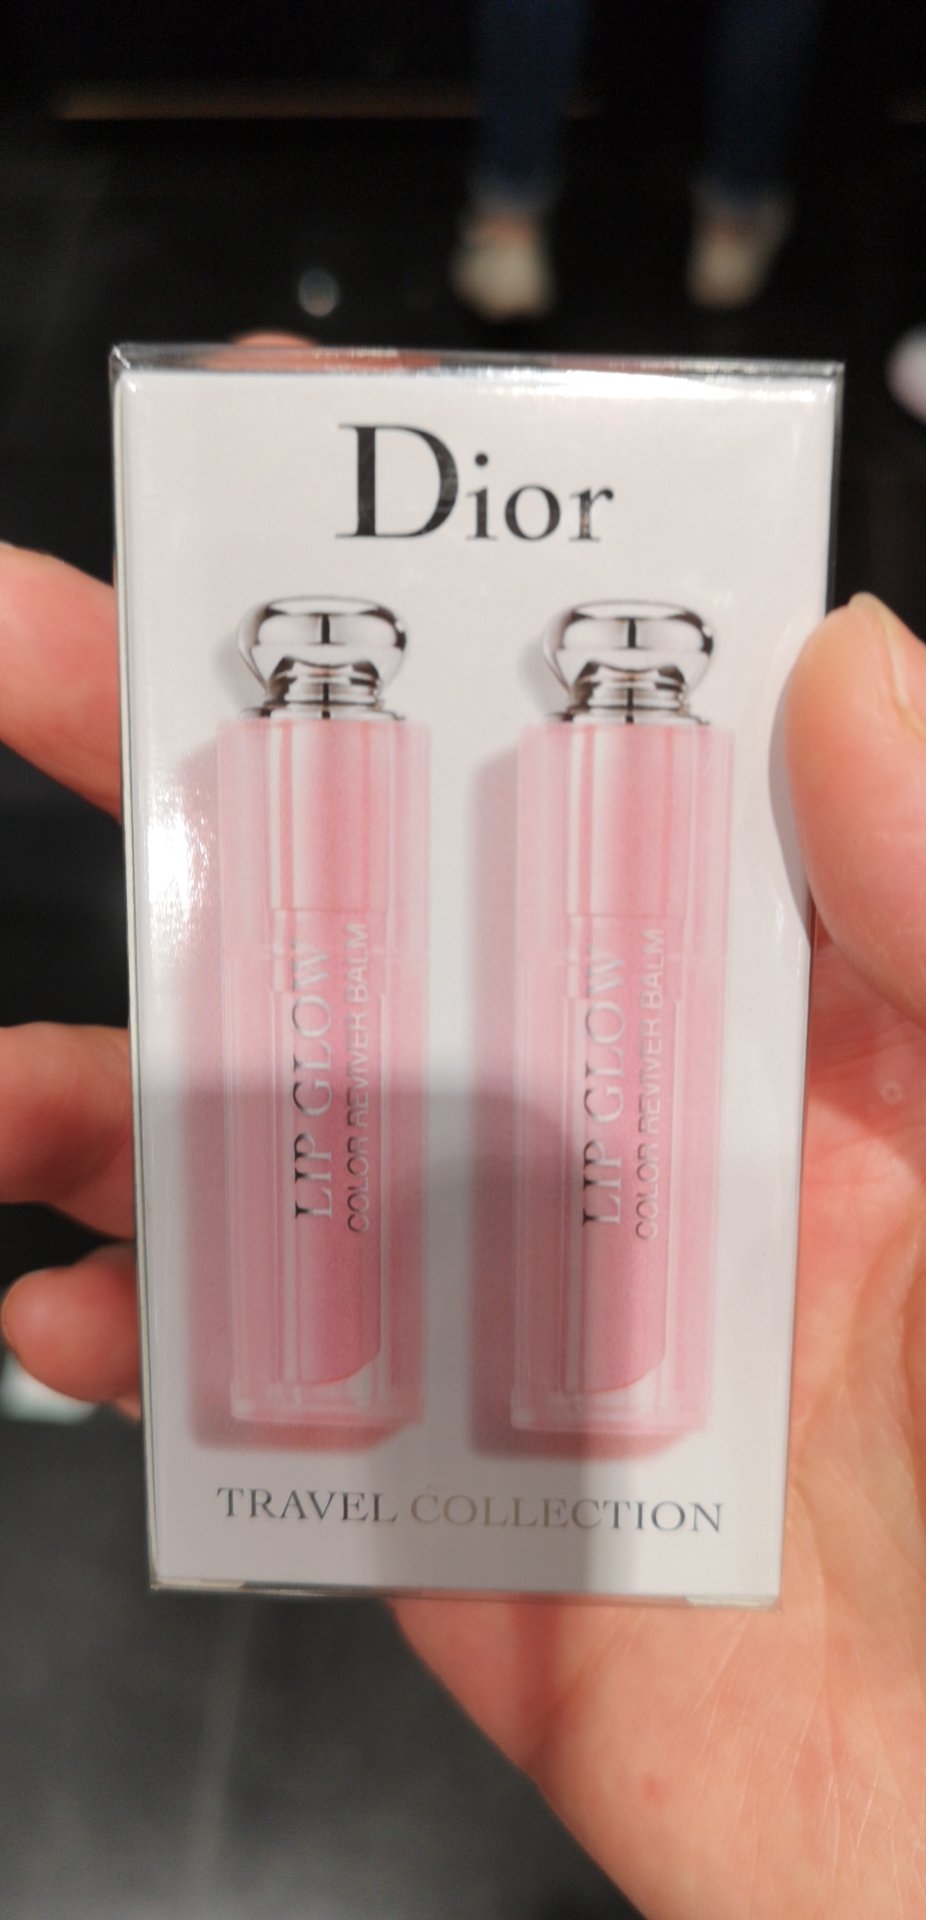 Dior
LIP GLOW
COLOR REVIVER BALM
LIP GLOW
COLOR REVIVER BALM
TRAVEL COLLECTION